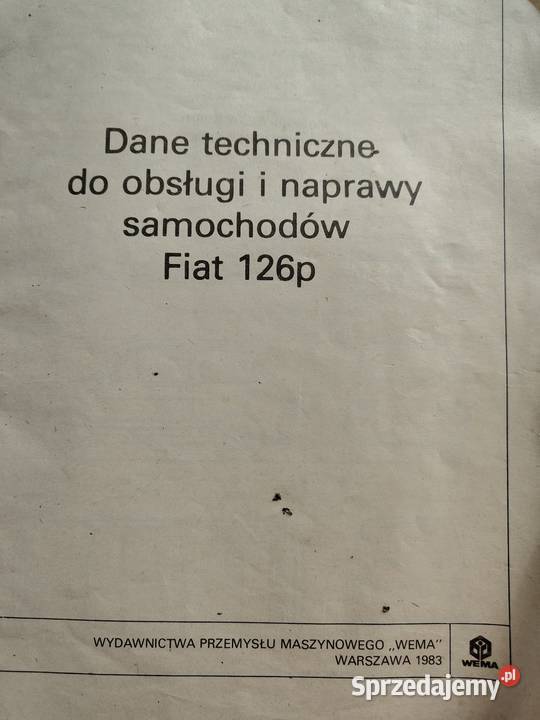 Dane techniczne
do obsługi i naprawy
samochodów
Fiat 126p
WYDAWNICTWA PRZEMYSŁU MASZYNOWEGO „WEMA"
WARSZAWA 1983
WEMA
Sprzedajemy.pl